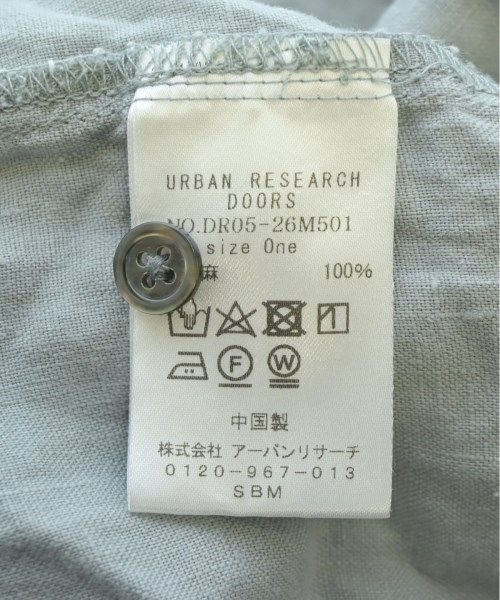 URBAN RESEARCH
DOORS
NO.DR05-26M501
size One
麻 100%
F W
中国製
株式会社 アーバンリサーチ
0120-967-013
SBM